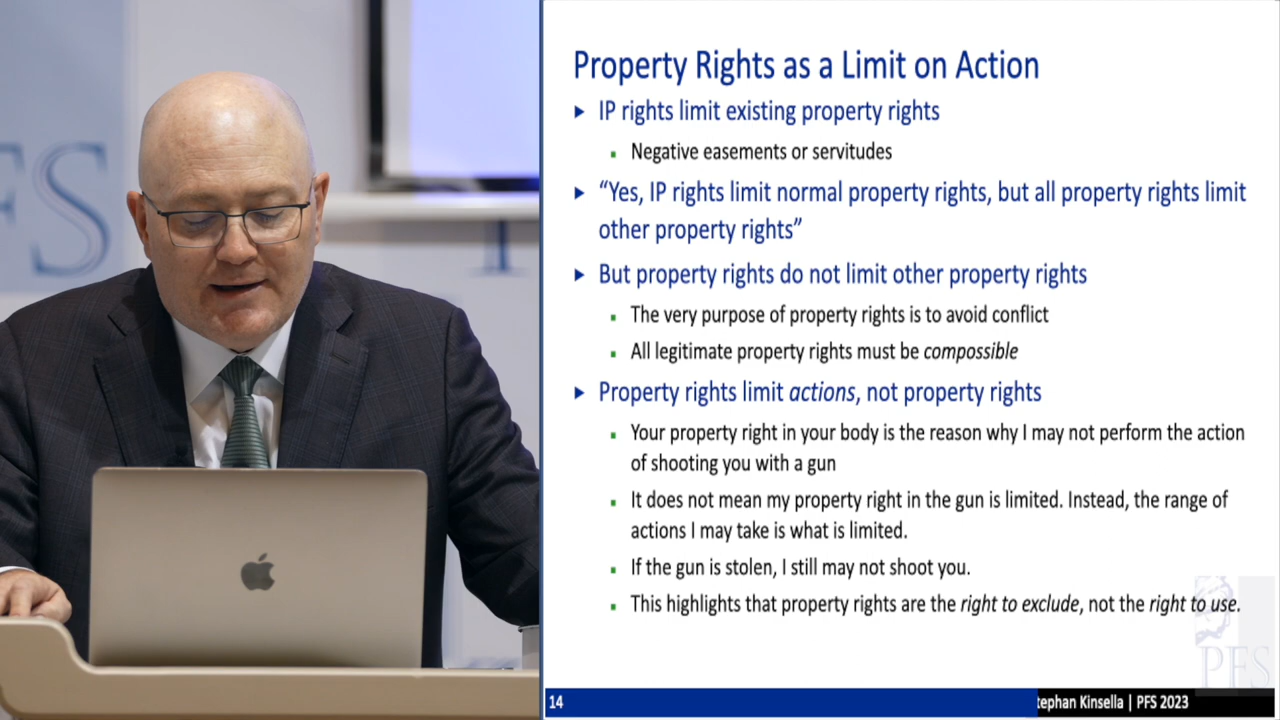 FS
Property Rights as a Limit on Action
IP rights limit existing property rights
Negative easements or servitudes
“Yes, IP rights limit normal property rights, but all property rights limit
other property rights”
But property rights do not limit other property rights
The very purpose of property rights is to avoid conflict
All legitimate property rights must be compossible
Property rights limit actions, not property rights
Your property right in your body is the reason why I may not perform the action
of shooting you with a gun
It does not mean my property right in the gun is limited. Instead, the range of
actions I may take is what is limited.
If the gun is stolen, I still may not shoot you.
This highlights that property rights are the right to exclude, not the right to use.
PFS
14
tephan Kinsella | PFS 2023